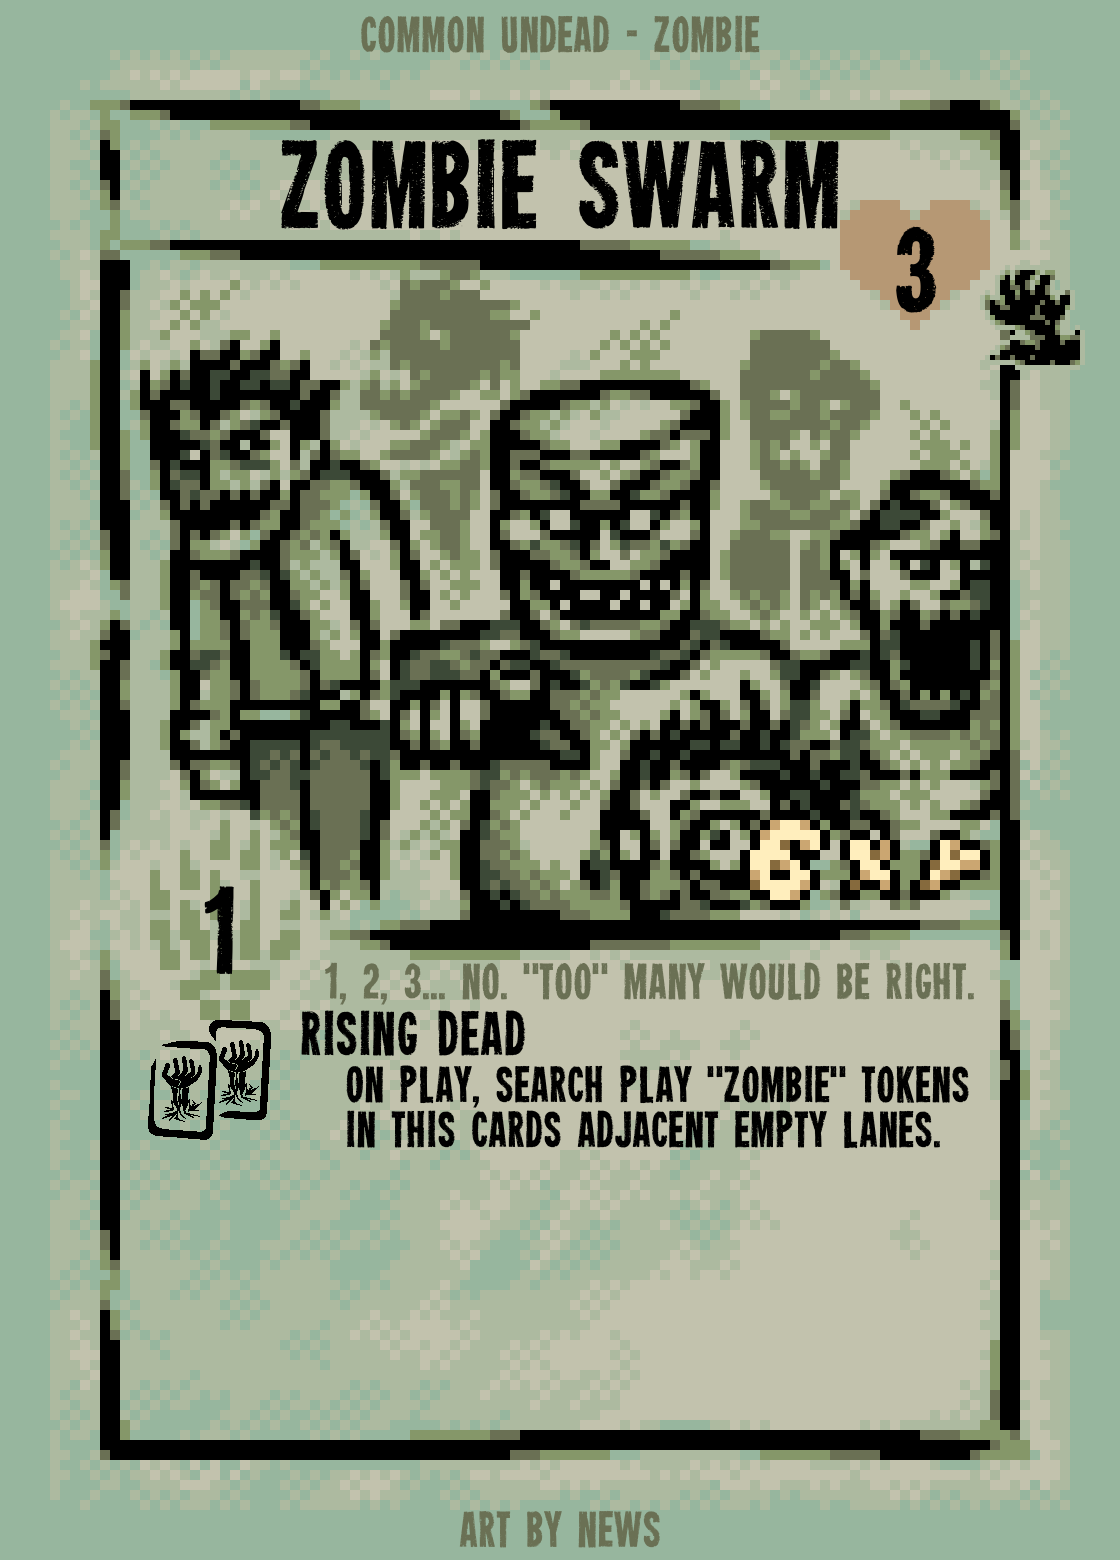 COMMON UNDEAD - ZOMBIE
ZOMBIE SWARM
3
6 X
1
1, 2, 3... NO. "TOO" MANY WOULD BE RIGHT.
RISING DEAD
ON PLAY, SEARCH PLAY "ZOMBIE" TOKENS
IN THIS CARDS ADJACENT EMPTY LANES.
ART BY NEWS